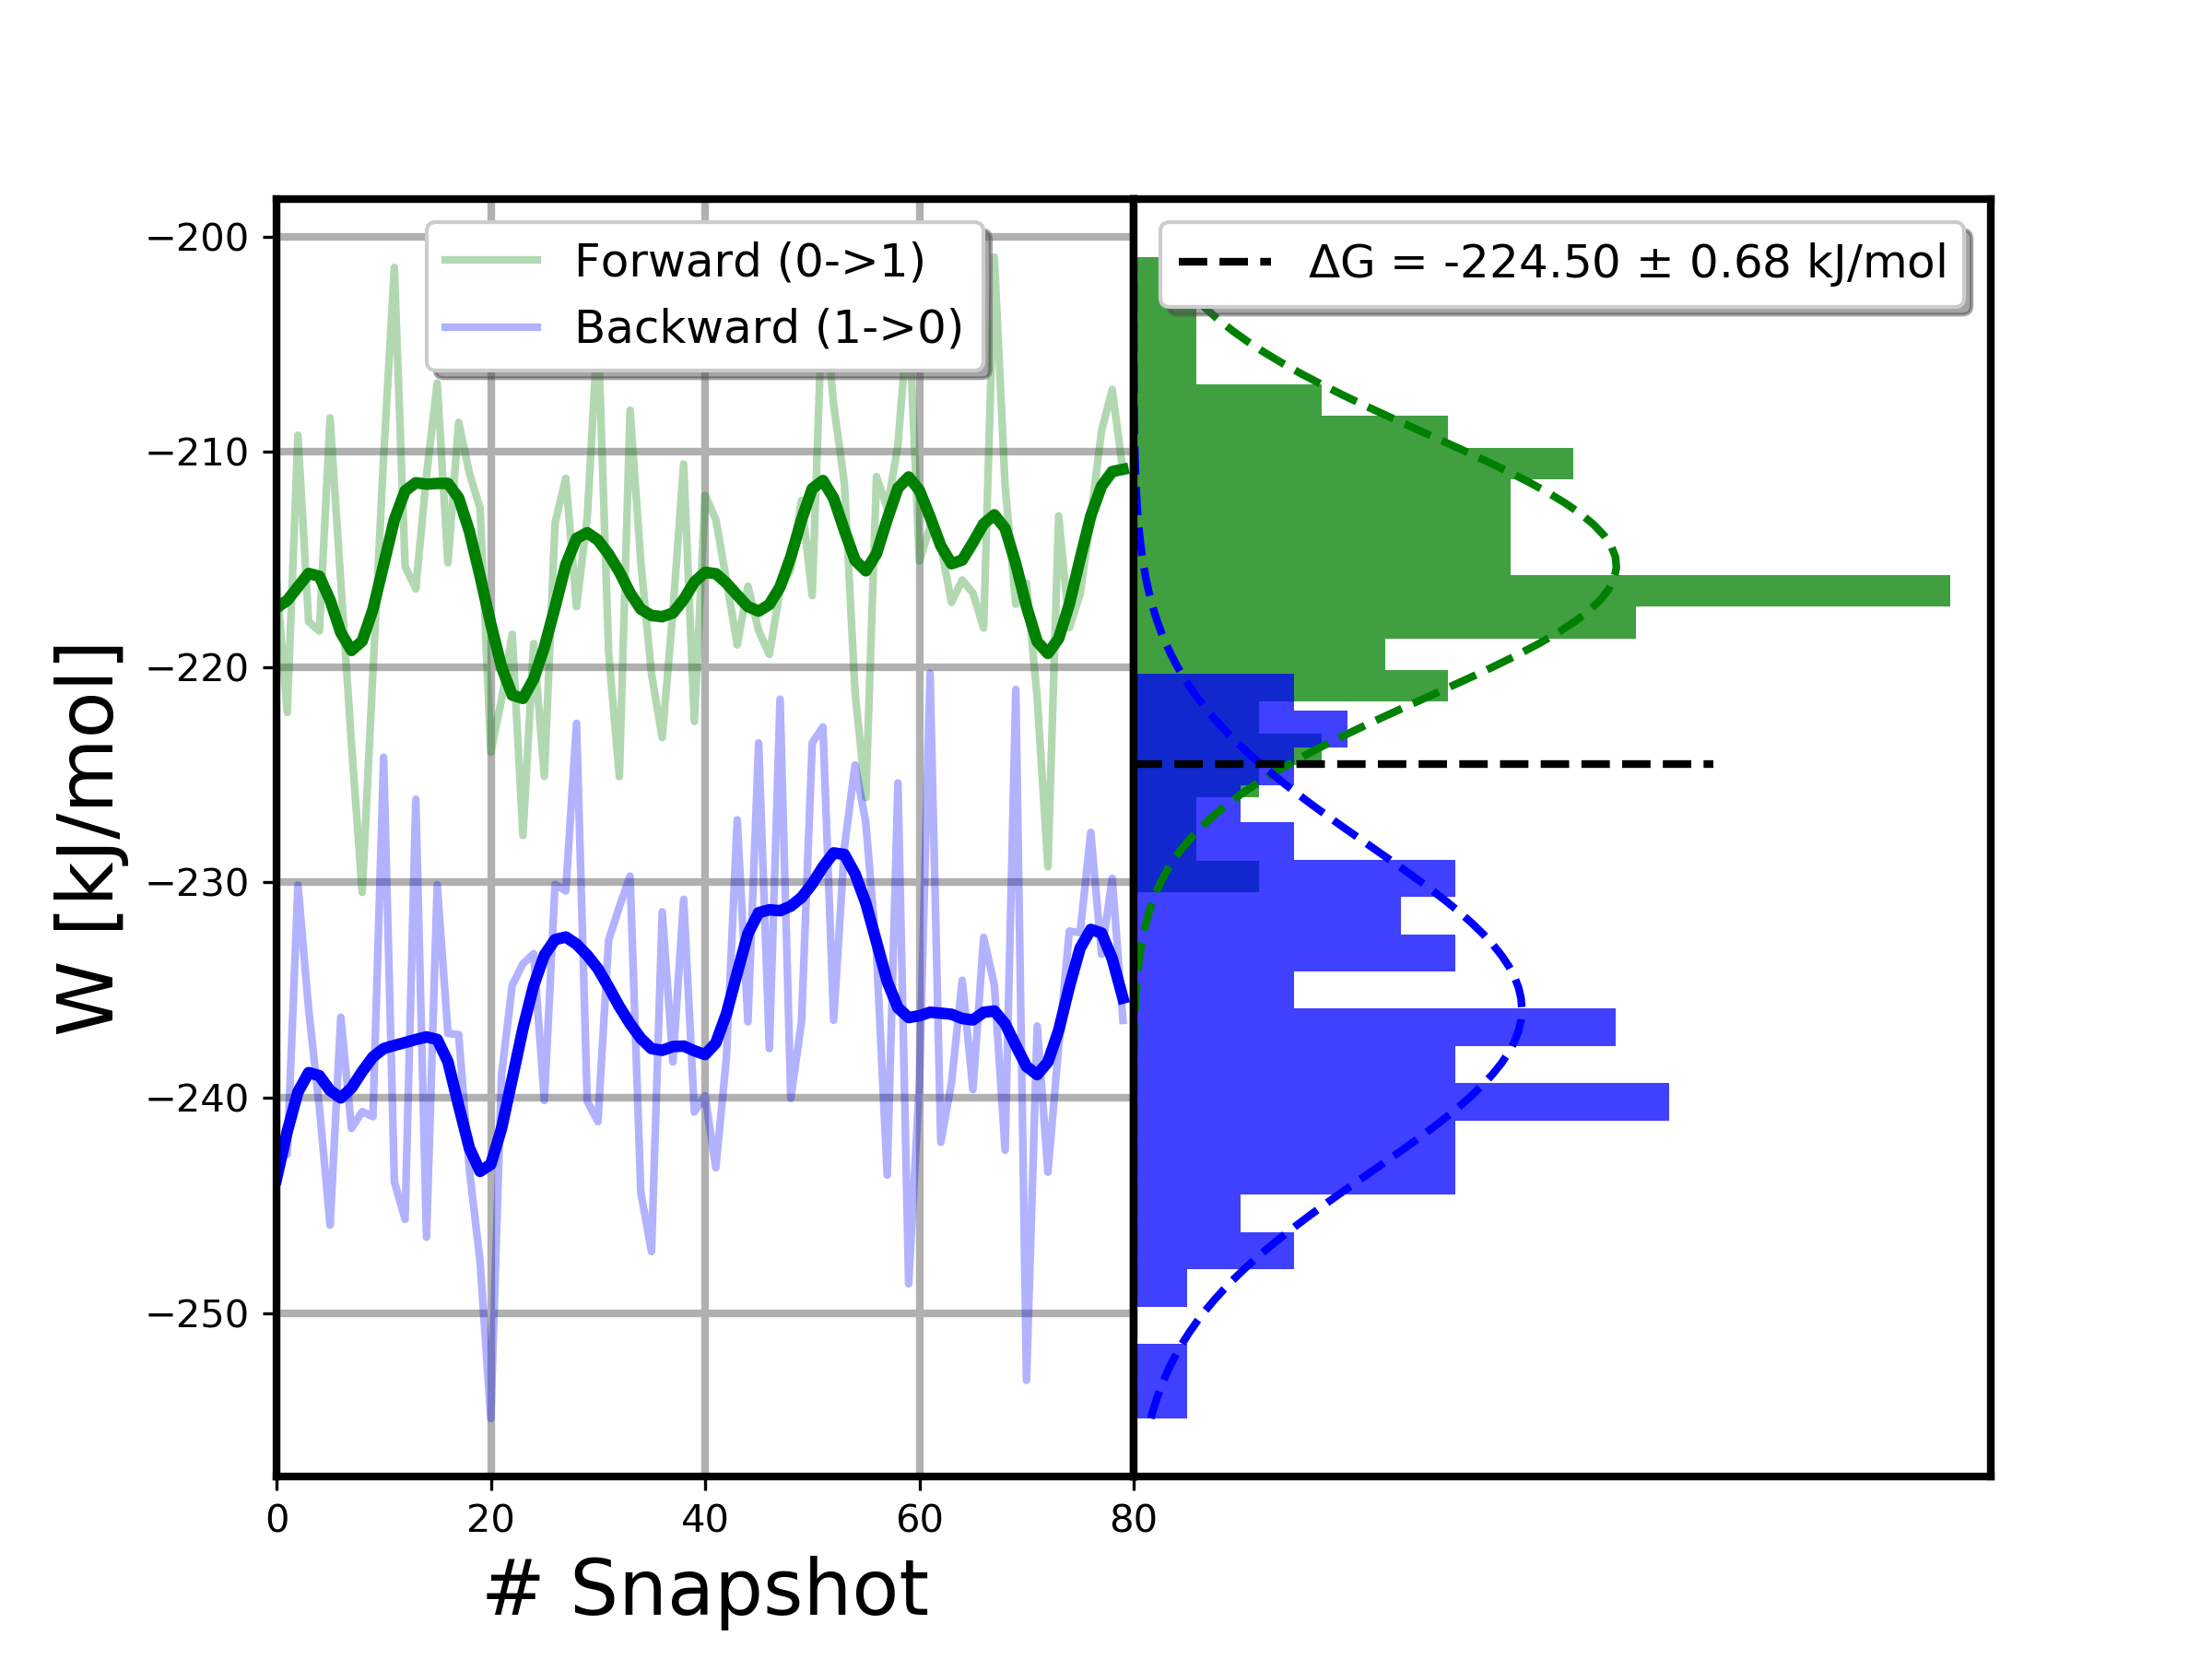 −200
−210
−220
−230
−240
−250
W [kJ/mol]
Forward (0->1)
Backward (1->0)
ΔG = -224.50 ± 0.68 kJ/mol
0 20 40 60 80
# Snapshot